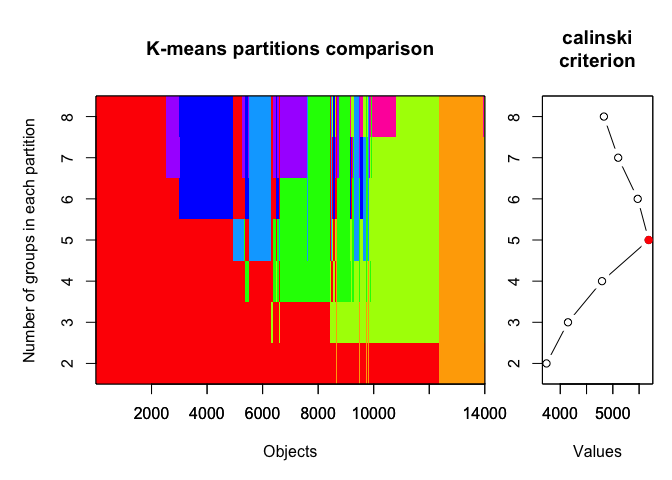 K-means partitions comparison
calinski
criterion
Number of groups in each partition
8
7
6
5
4
3
2
2000 4000 6000 8000 10000 14000
Objects
8
7
6
5
4
3
2
4000 5000
Values